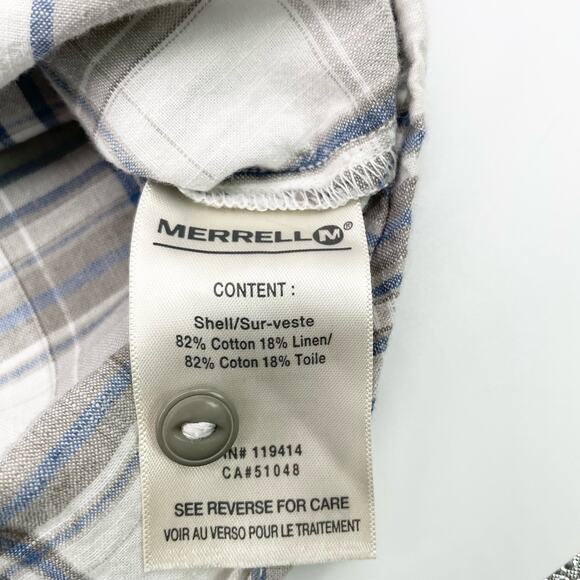 MERRELL M®
CONTENT :
Shell/Sur-veste
82% Cotton 18% Linen/
82% Coton 18% Toile
119414
CA#51048
SEE REVERSE FOR CARE
VOIR AU VERSO POUR LE TRAITEMENT